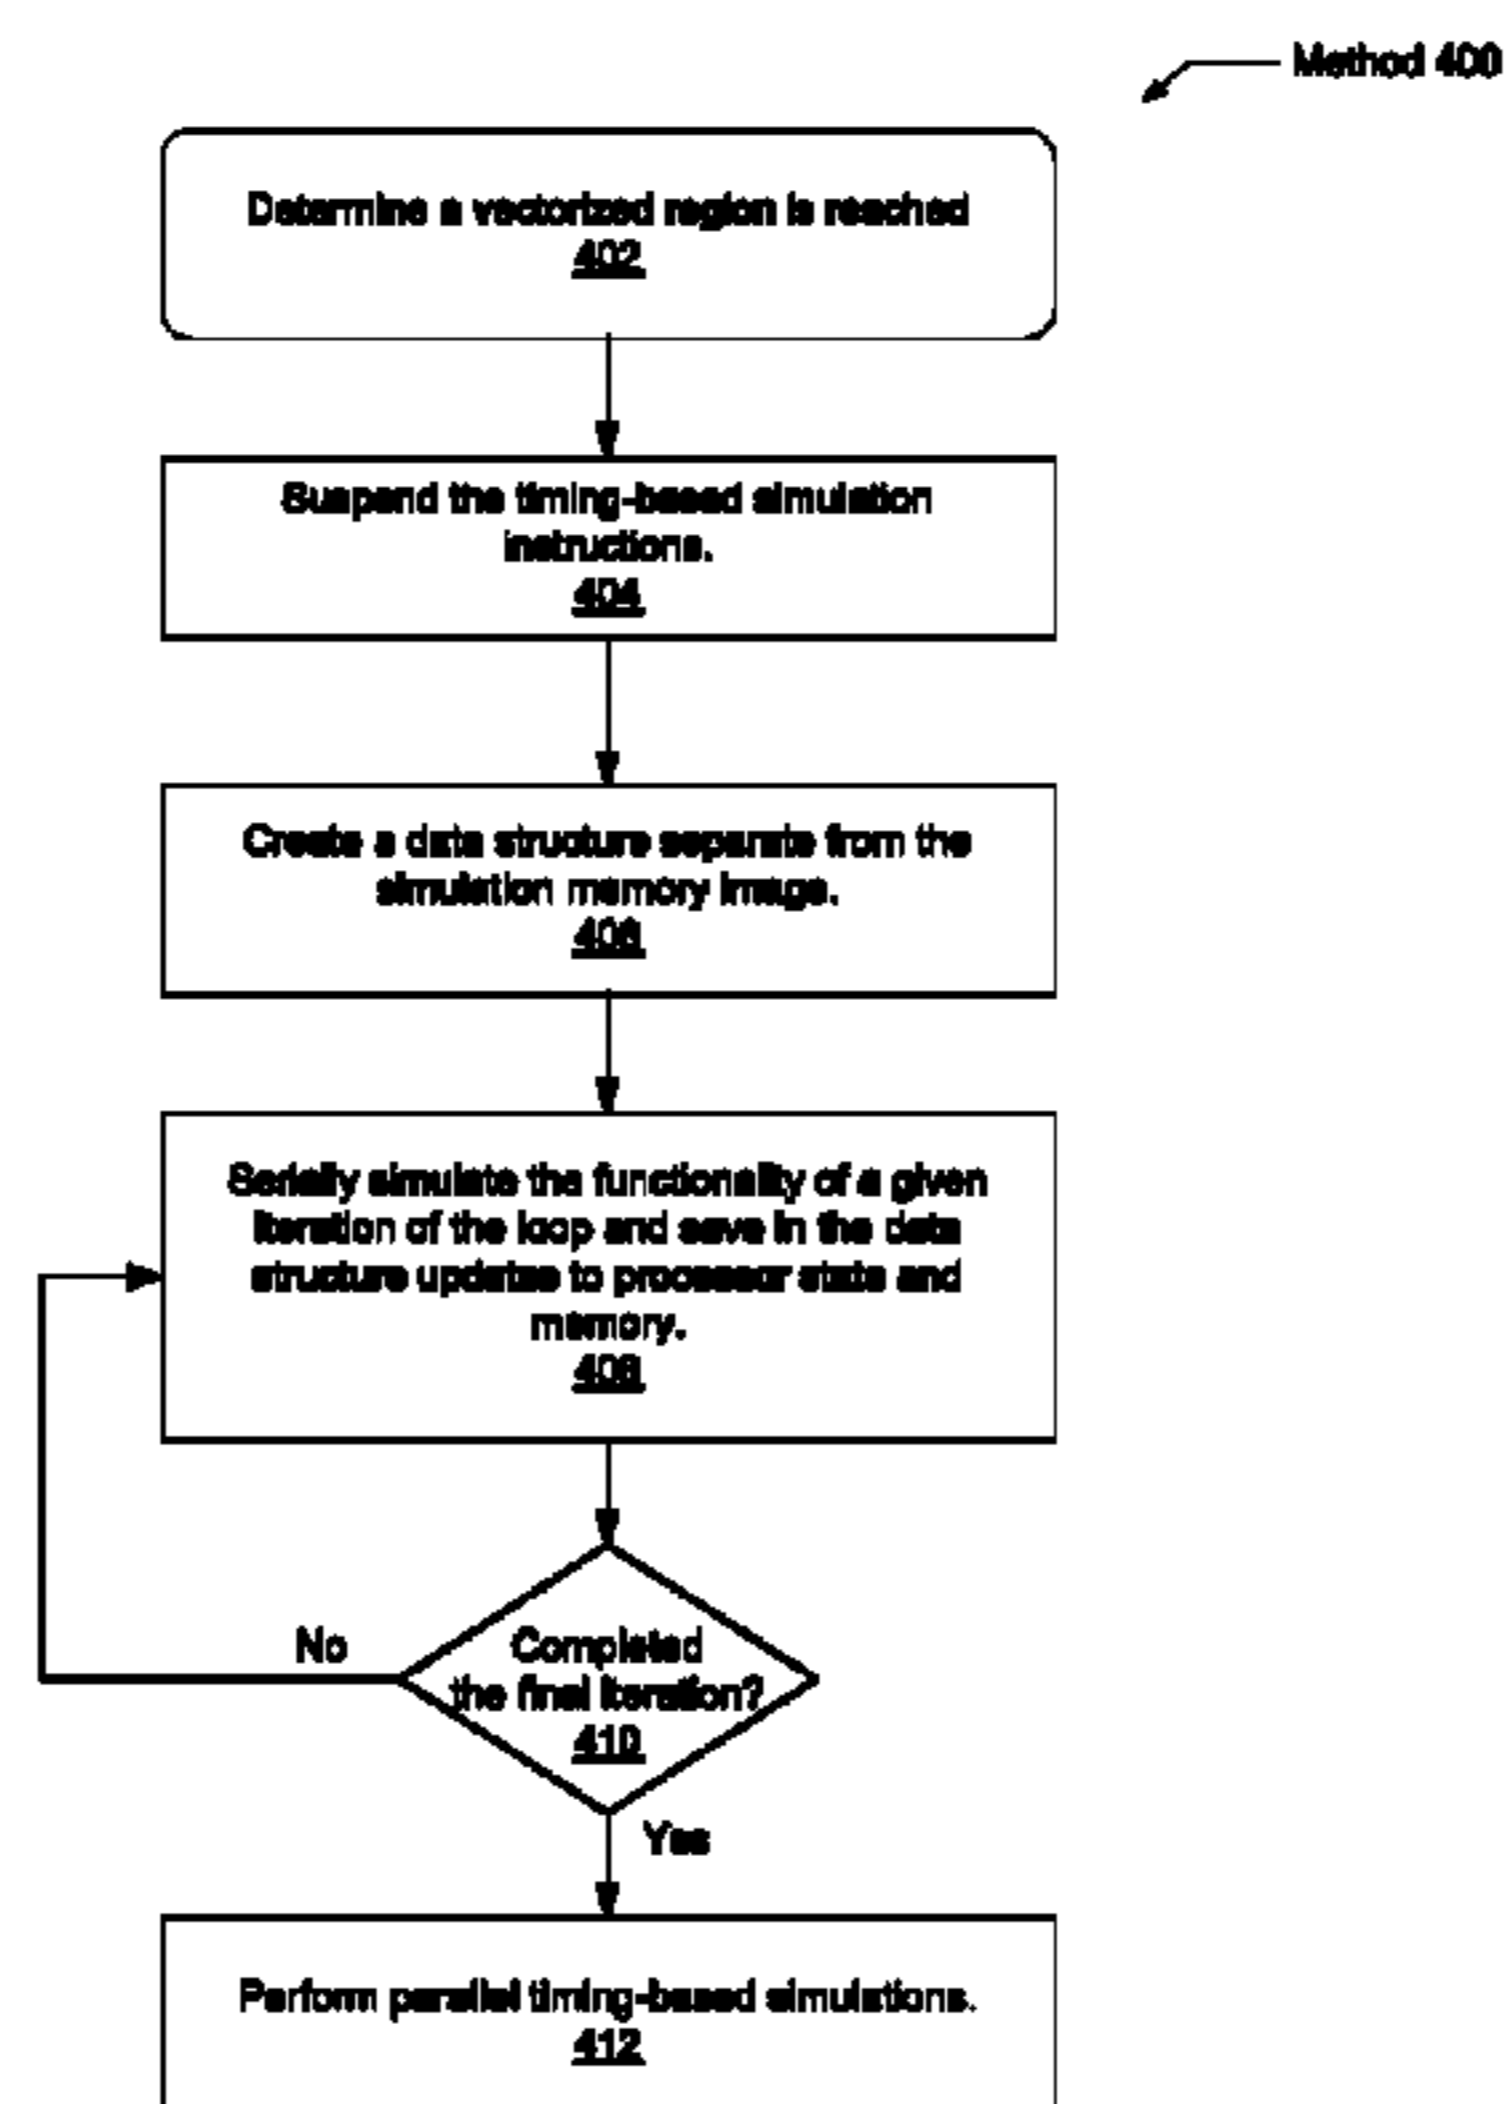 Method 400
Determine a vectorized region is reached
402
Suspend the timing-based simulation
instructions.
404
Create a data structure separate from the
simulation memory image.
406
Serially simulate the functionality of a given
iteration of the loop and save in the data
structure updates to processor state and
memory.
408
No
Completed
the final iteration?
410
Yes
Perform parallel timing-based simulations.
412